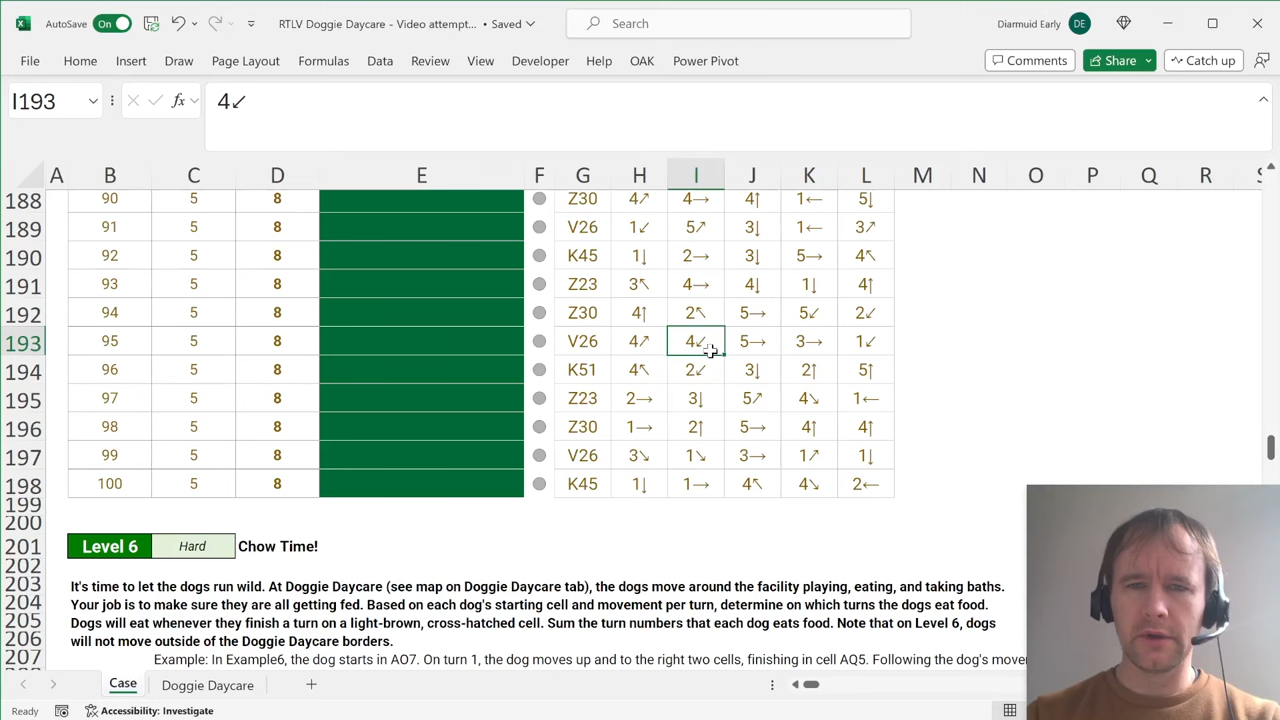 AutoSave On RTLV Doggie Daycare - Video attempt... • Saved Search Diarmuid Early DE
File Home Insert Draw Page Layout Formulas Data Review View Developer Help OAK Power Pivot Comments Share Catch up
I193 fx 4↙
A B C D E F G H I J K L M N O P Q R S
188 90 5 8 Z30 4↗ 4→ 4↑ 1← 5↓
189 91 5 8 V26 1↙ 5↗ 3↓ 1← 3↗
190 92 5 8 K45 1↓ 2→ 3↓ 5→ 4↖
191 93 5 8 Z23 3↖ 4→ 4↓ 1↓ 4↑
192 94 5 8 Z30 4↑ 2↖ 5→ 5↙ 2↙
193 95 5 8 V26 4↗ 4↙ 5→ 3→ 1↙
194 96 5 8 K51 4↖ 2↙ 3↓ 2↑ 5↑
195 97 5 8 Z23 2→ 3↓ 5↗ 4↘ 1←
196 98 5 8 Z30 1→ 2↑ 5→ 4↑ 4↑
197 99 5 8 V26 3↘ 1↘ 3→ 1↗ 1↓
198 100 5 8 K45 1↓ 1→ 4↖ 4↘ 2←
199
200
201 Level 6 Hard Chow Time!
202
203 It's time to let the dogs run wild. At Doggie Daycare (see map on Doggie Daycare tab), the dogs move around the facility playing, eating, and taking baths.
204 Your job is to make sure they are all getting fed. Based on each dog's starting cell and movement per turn, determine on which turns the dogs eat food.
205 Dogs will eat whenever they finish a turn on a light-brown, cross-hatched cell. Sum the turn numbers that each dog eats food. Note that on Level 6, dogs
206 will not move outside of the Doggie Daycare borders.
207 Example: In Example6, the dog starts in AO7. On turn 1, the dog moves up and to the right two cells, finishing in cell AQ5. Following the dog's
Case Doggie Daycare
Ready Accessibility: Investigate